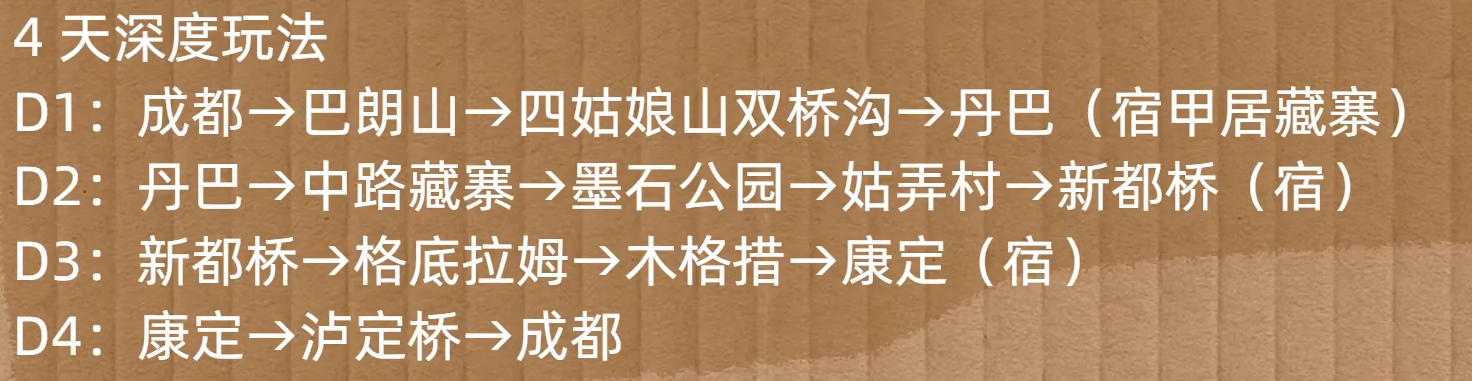 4 天深度玩法
D1：成都→巴朗山→四姑娘山双桥沟→丹巴（宿甲居藏寨）
D2：丹巴→中路藏寨→墨石公园→姑弄村→新都桥（宿）
D3：新都桥→格底拉姆→木格措→康定（宿）
D4：康定→泸定桥→成都